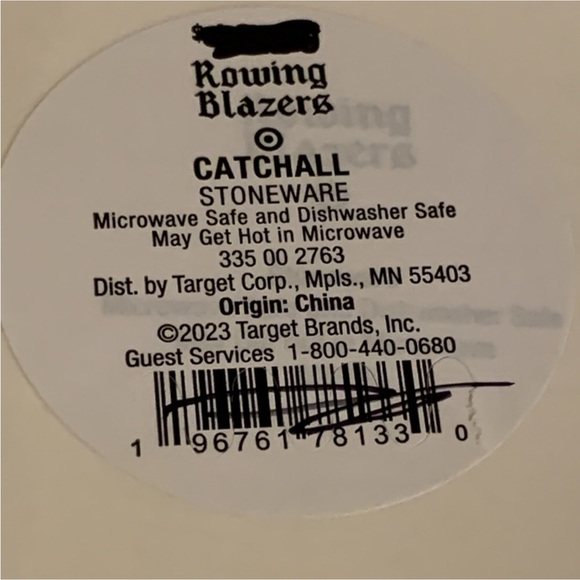 $
Rowing
Blazers
CATCHALL
STONEWARE
Microwave Safe and Dishwasher Safe
May Get Hot in Microwave
335 00 2763
Dist. by Target Corp., Mpls., MN 55403
Origin: China
©2023 Target Brands, Inc.
Guest Services 1-800-440-0680
1 96761 78133 0